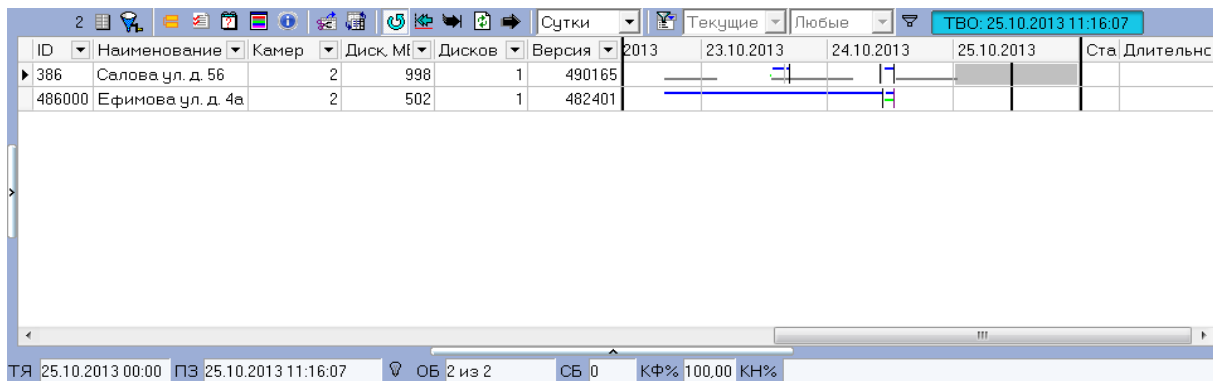 2 Сутки Текущие Любые ТВО: 25.10.2013 11:16:07
ID Наименование Камер Диск, МБ Дисков Версия 2013 23.10.2013 24.10.2013 25.10.2013 Ста Длительнс
386 Салова ул. д. 56 2 998 1 490165
486000 Ефимова ул. д. 4а 2 502 1 482401
ТЯ 25.10.2013 00:00 ПЗ 25.10.2013 11:16:07 ОБ 2 из 2 СБ 0 КФ% 100,00 КН%